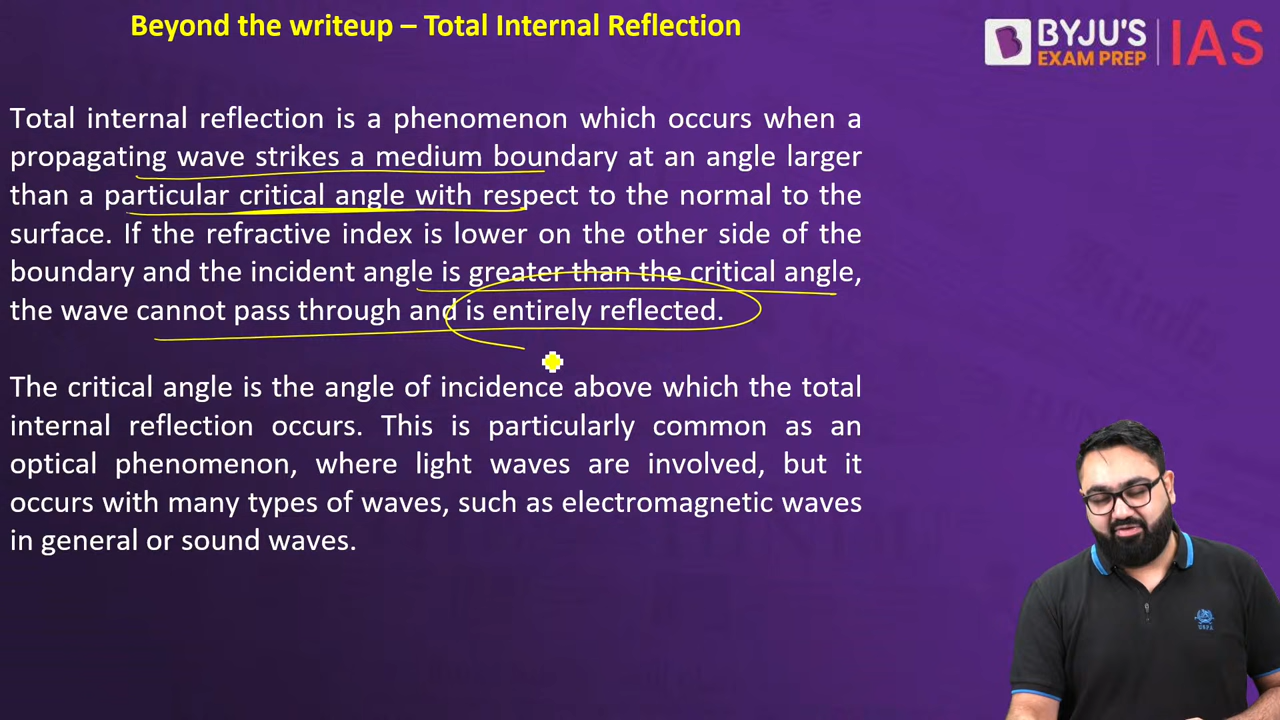 Beyond the writeup – Total Internal Reflection
BYJU'S
EXAM PREP
IAS
Total internal reflection is a phenomenon which occurs when a
propagating wave strikes a medium boundary at an angle larger
than a particular critical angle with respect to the normal to the
surface. If the refractive index is lower on the other side of the
boundary and the incident angle is greater than the critical angle,
the wave cannot pass through and is entirely reflected.
The critical angle is the angle of incidence above which the total
internal reflection occurs. This is particularly common as an
optical phenomenon, where light waves are involved, but it
occurs with many types of waves, such as electromagnetic waves
in general or sound waves.